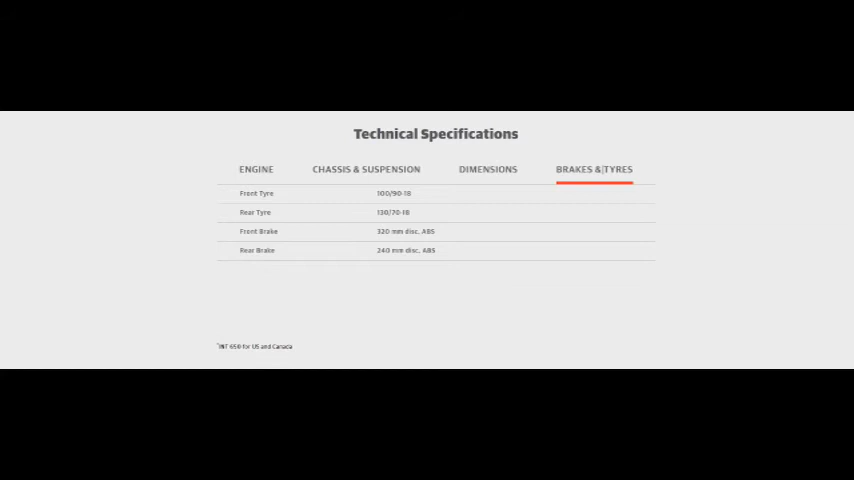 Technical Specifications
ENGINE CHASSIS & SUSPENSION DIMENSIONS BRAKES & TYRES
Front Tyre 100/90-18
Rear Tyre 130/70-18
Front Brake 320 mm disc, ABS
Rear Brake 240 mm disc, ABS
*INT 650 for US and Canada